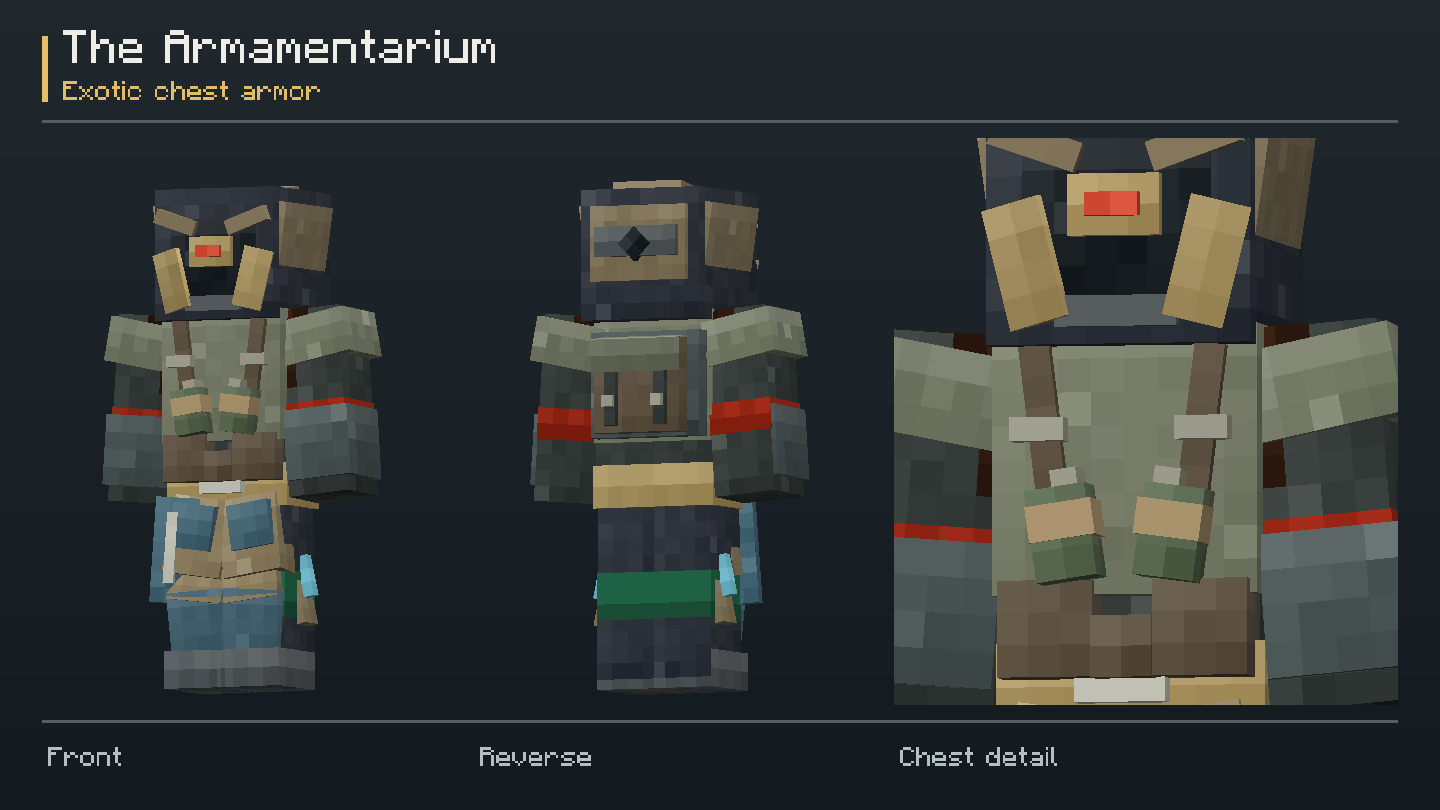 The Armamentarium
Exotic chest armor
Front
Reverse
Chest detail